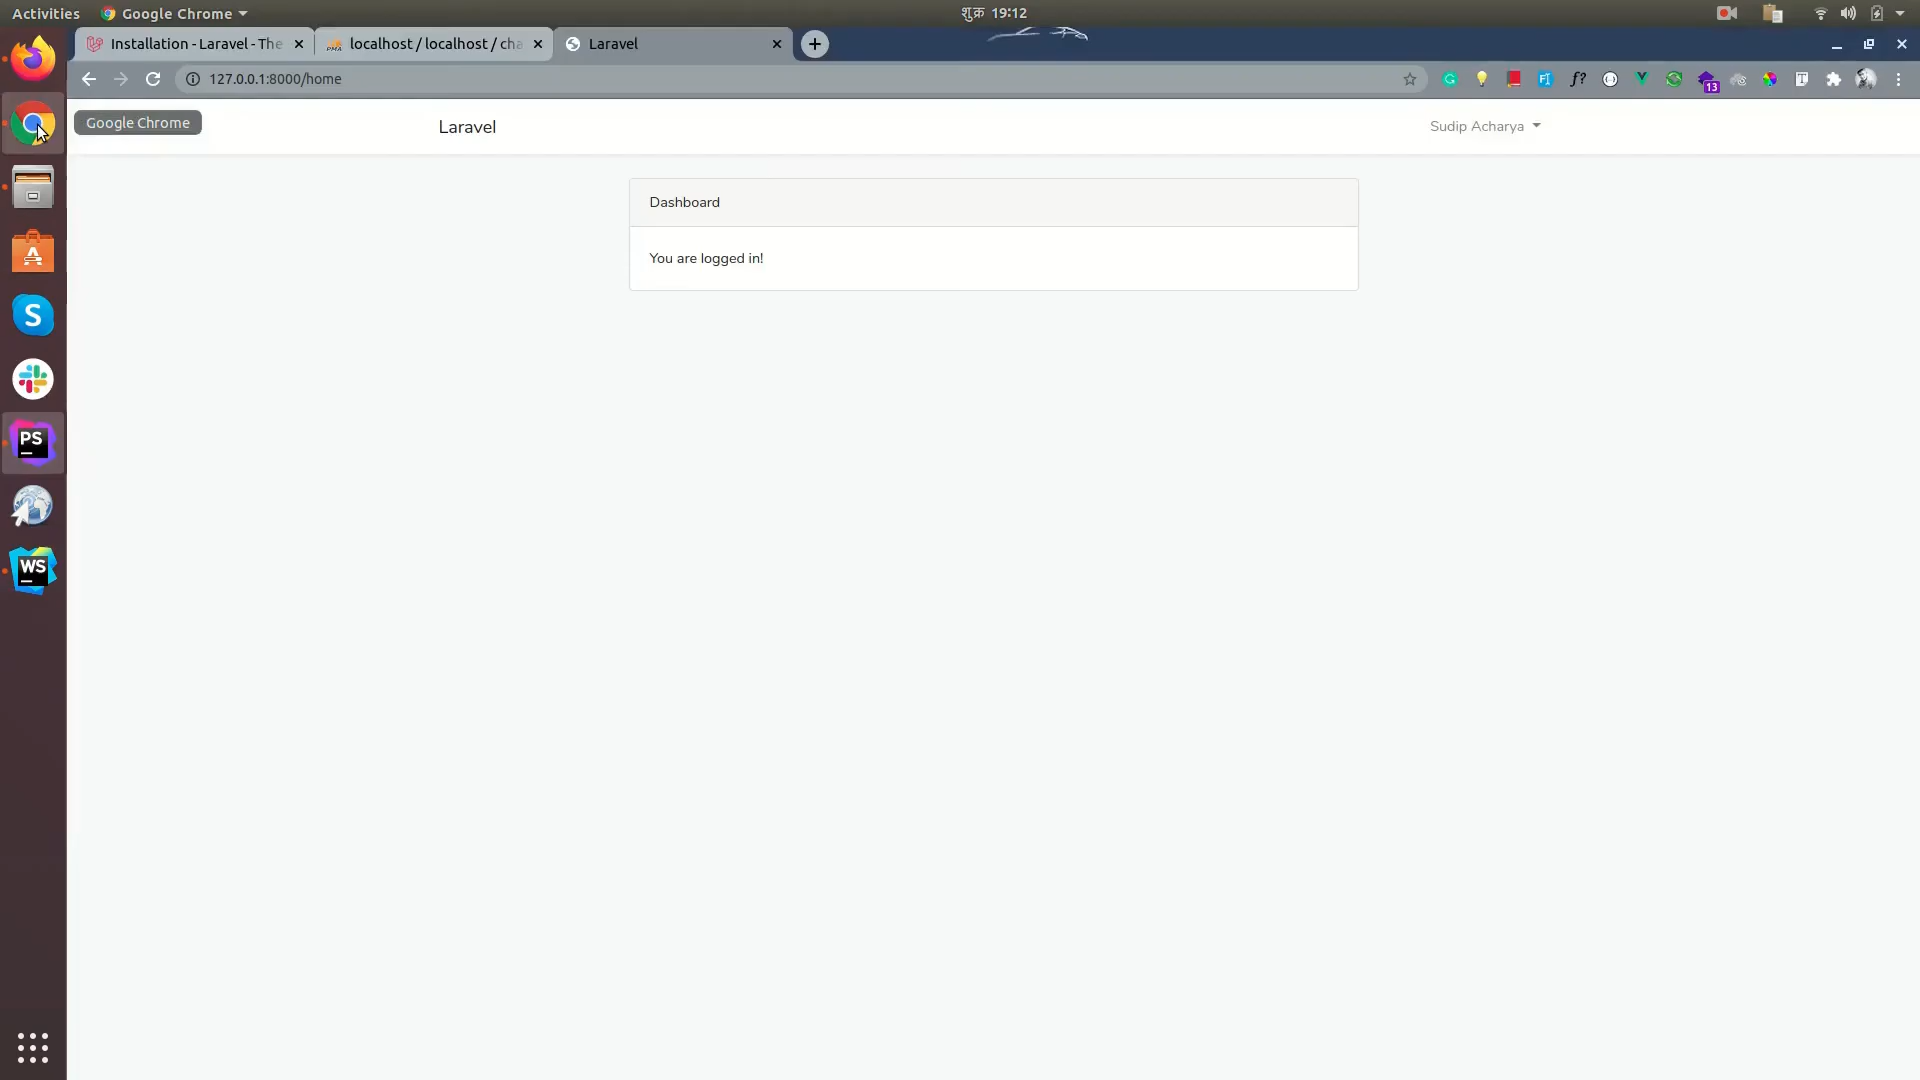 Activities
Google Chrome
शुक्र 19:12
Installation - Laravel - The
localhost / localhost / cha
Laravel
127.0.0.1:8000/home
13
Google Chrome
Laravel
Sudip Acharya
Dashboard
You are logged in!
PS
WS